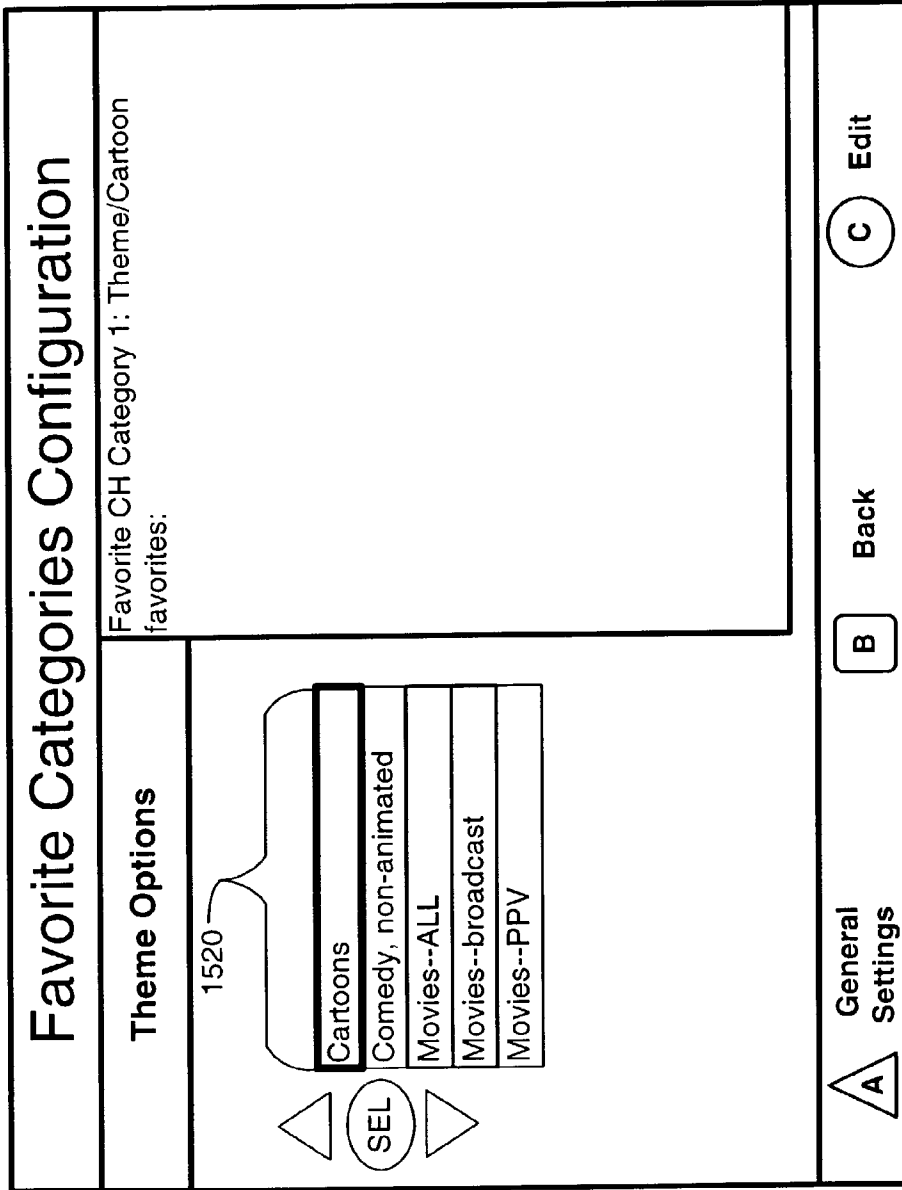 Favorite Categories Configuration
Theme Options
Favorite CH Category 1: Theme/Cartoon
favorites:
1520
SEL
Cartoons
Comedy, non-animated
Movies--ALL
Movies--broadcast
Movies--PPV
A
General
Settings
B
Back
C
Edit